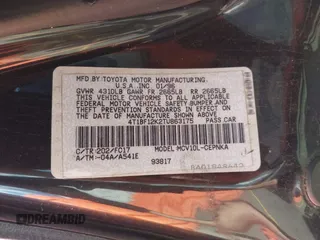 MFD. BY TOYOTA MOTOR MANUFACTURING.
U.S.A. INC 01/96
GVWR 4310LB GAWR FR 2665LB RR 2665LB
THIS VEHICLE CONFORMS TO ALL APPLICABLE
FEDERAL MOTOR VEHICLE SAFETY, BUMPER, AND
THEFT PREVENTION STANDARDS IN EFFECT ON
THE DATE OF MANUFACTURE SHOWN ABOVE.
4T1BF12K2TU863175 PASS. CAR
C/TR:202/FC17 MODEL MCV10L-CEPNKA
A/TM:-04A/A541E
93817
DREAMBID